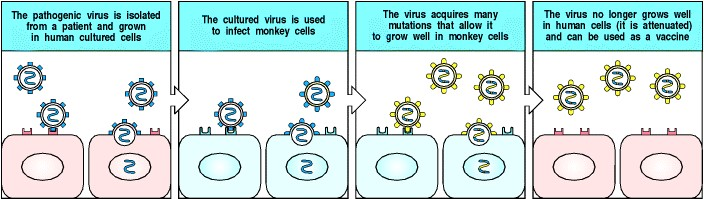 The pathogenic virus is isolated
from a patient and grown
in human cultured cells
The cultured virus is used
to infect monkey cells
The virus acquires many
mutations that allow it
to grow well in monkey cells
The virus no longer grows well
in human cells (it is attenuated)
and can be used as a vaccine